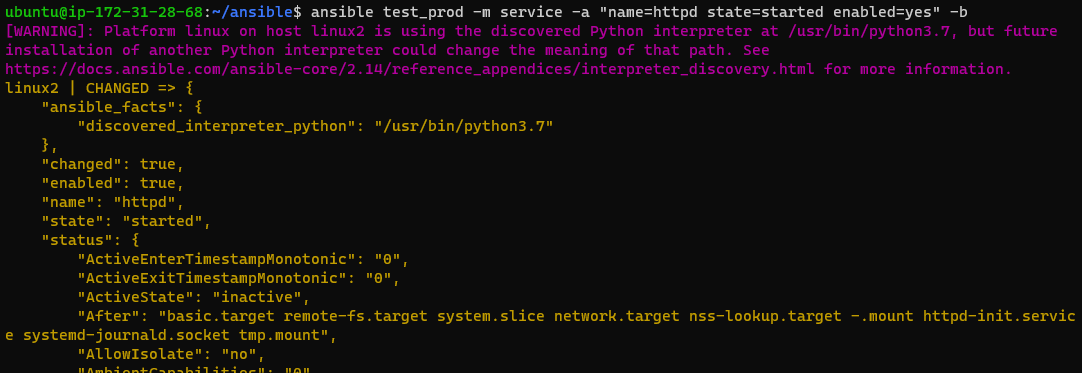 ubuntu@ip-172-31-28-68:~/ansible$ ansible test_prod -m service -a "name=httpd state=started enabled=yes" -b
[WARNING]: Platform linux on host linux2 is using the discovered Python interpreter at /usr/bin/python3.7, but future
installation of another Python interpreter could change the meaning of that path. See
https://docs.ansible.com/ansible-core/2.14/reference_appendices/interpreter_discovery.html for more information.
linux2 | CHANGED => {
    "ansible_facts": {
        "discovered_interpreter_python": "/usr/bin/python3.7"
    },
    "changed": true,
    "enabled": true,
    "name": "httpd",
    "state": "started",
    "status": {
        "ActiveEnterTimestampMonotonic": "0",
        "ActiveExitTimestampMonotonic": "0",
        "ActiveState": "inactive",
        "After": "basic.target remote-fs.target system.slice network.target nss-lookup.target -.mount httpd-init.servic
e systemd-journald.socket tmp.mount",
        "AllowIsolate": "no",
        "AmbientCapabilities": "0",